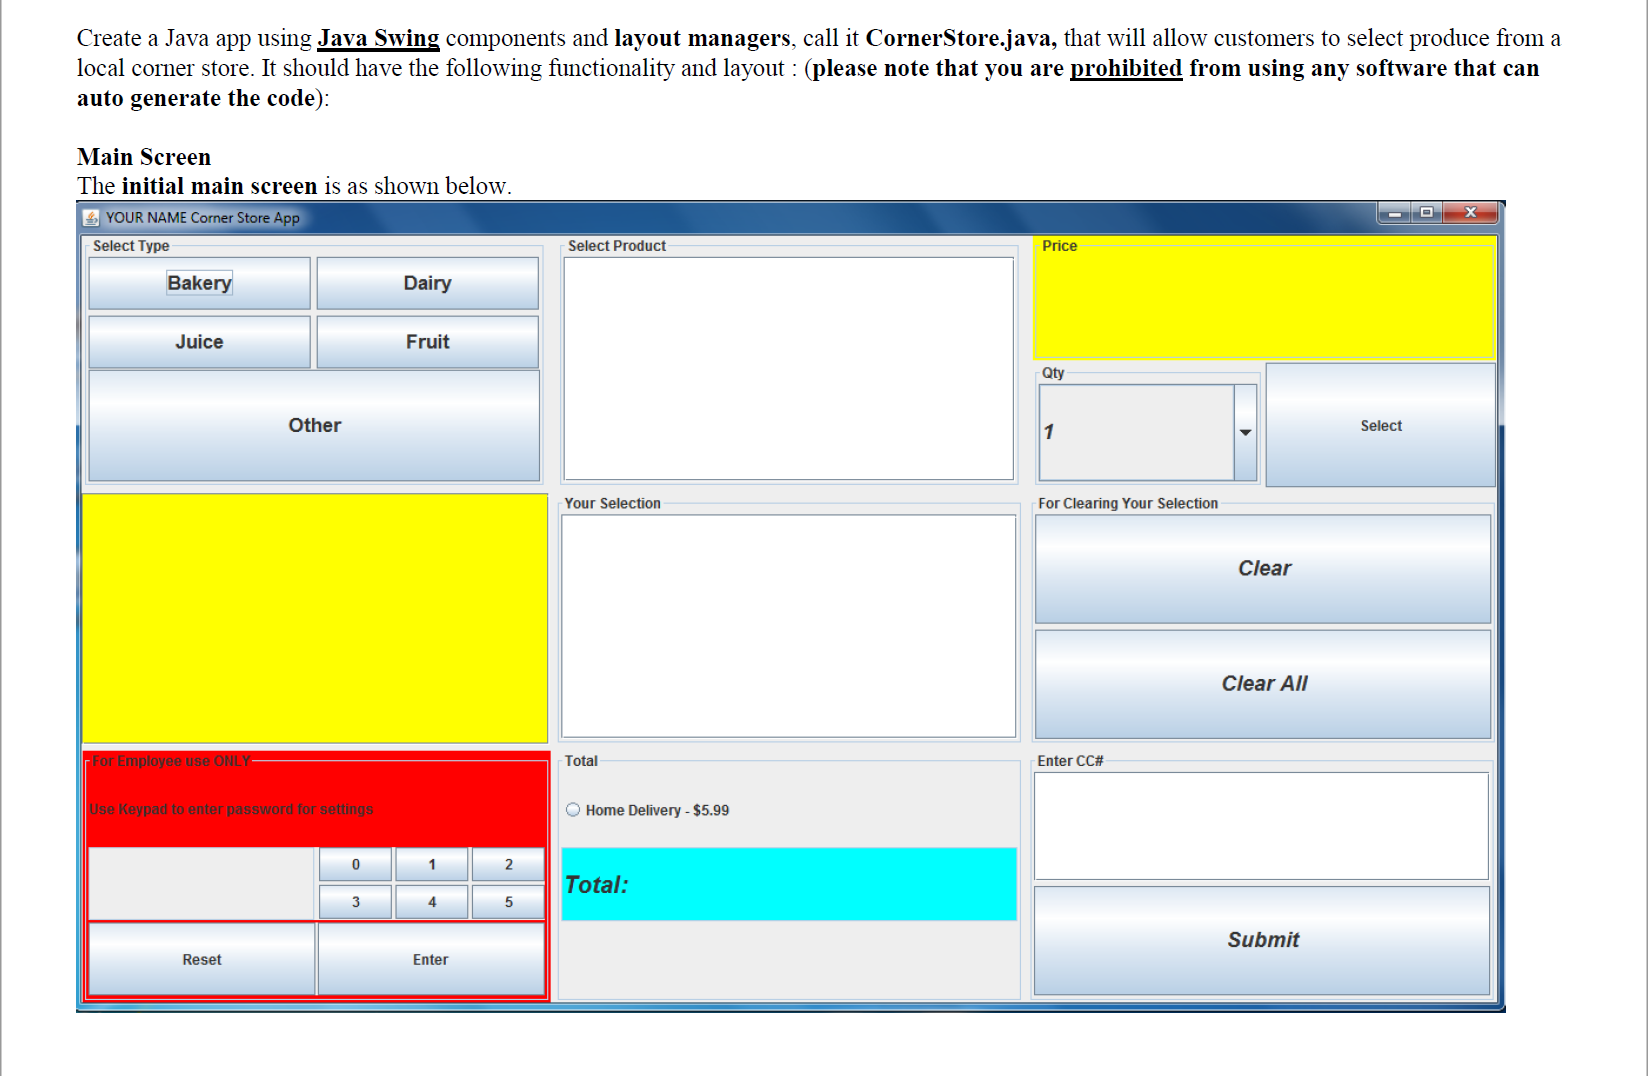 Create a Java app using Java Swing components and layout managers, call it CornerStore.java, that will allow customers to select produce from a
local corner store. It should have the following functionality and layout : (please note that you are prohibited from using any software that can
auto generate the code):
Main Screen
The initial main screen is as shown below.
YOUR NAME Corner Store App
Select Type
Bakery
Dairy
Juice
Fruit
Other
Select Product
Price
Qty
1
Select
Your Selection
For Clearing Your Selection
Clear
Clear All
For Employee use ONLY
Use Keypad to enter password for settings
0 1 2
3 4 5
Reset
Enter
Total
Home Delivery - $5.99
Total:
Enter CC#
Submit